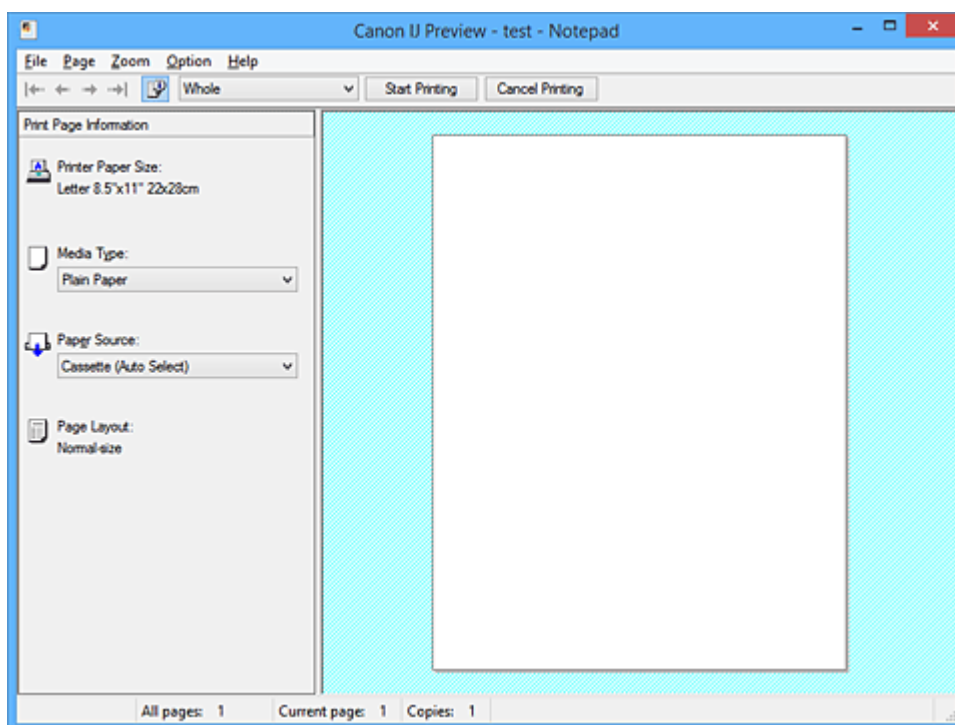 Canon IJ Preview - test - Notepad
File Page Zoom Option Help
Whole Start Printing Cancel Printing
Print Page Information
Printer Paper Size:
Letter 8.5"x11" 22x28cm
Media Type:
Plain Paper
Paper Source:
Cassette (Auto Select)
Page Layout:
Normal-size
All pages: 1 Current page: 1 Copies: 1